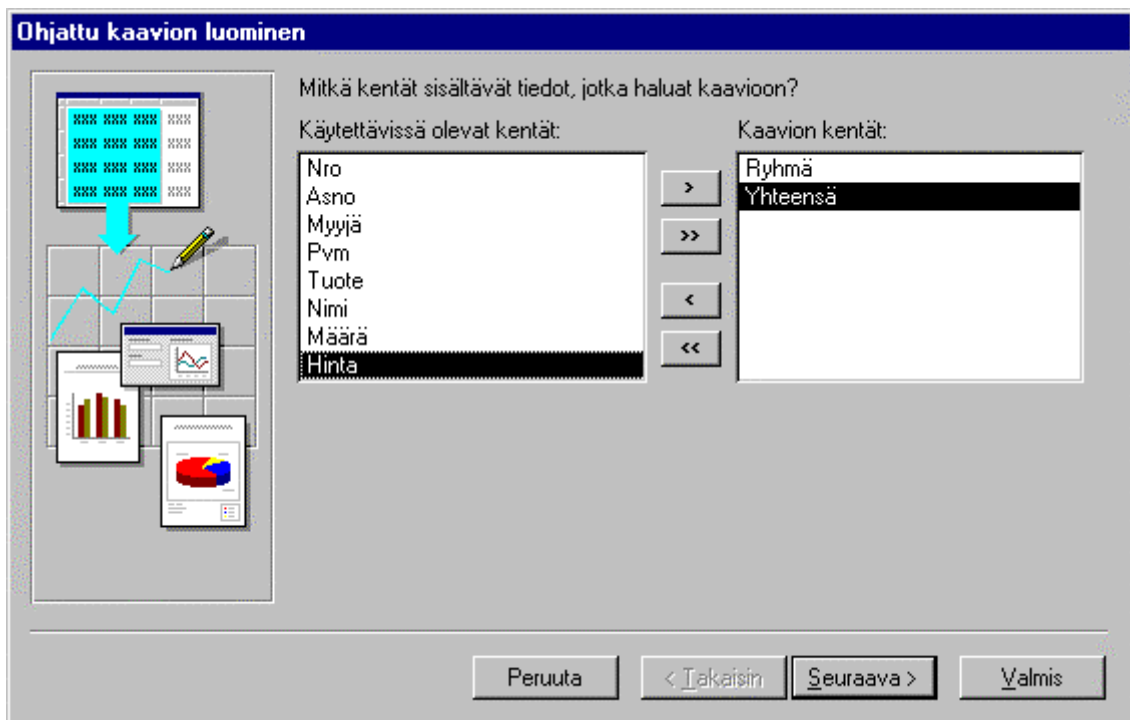 Ohjattu kaavion luominen
Mitkä kentät sisältävät tiedot, jotka haluat kaavioon?
Käytettävissä olevat kentät:
Nro
Asno
Myyjä
Pvm
Tuote
Nimi
Määrä
Hinta
>
>>
<
<<
Kaavion kentät:
Ryhmä
Yhteensä
Peruuta
< Takaisin
Seuraava >
Valmis